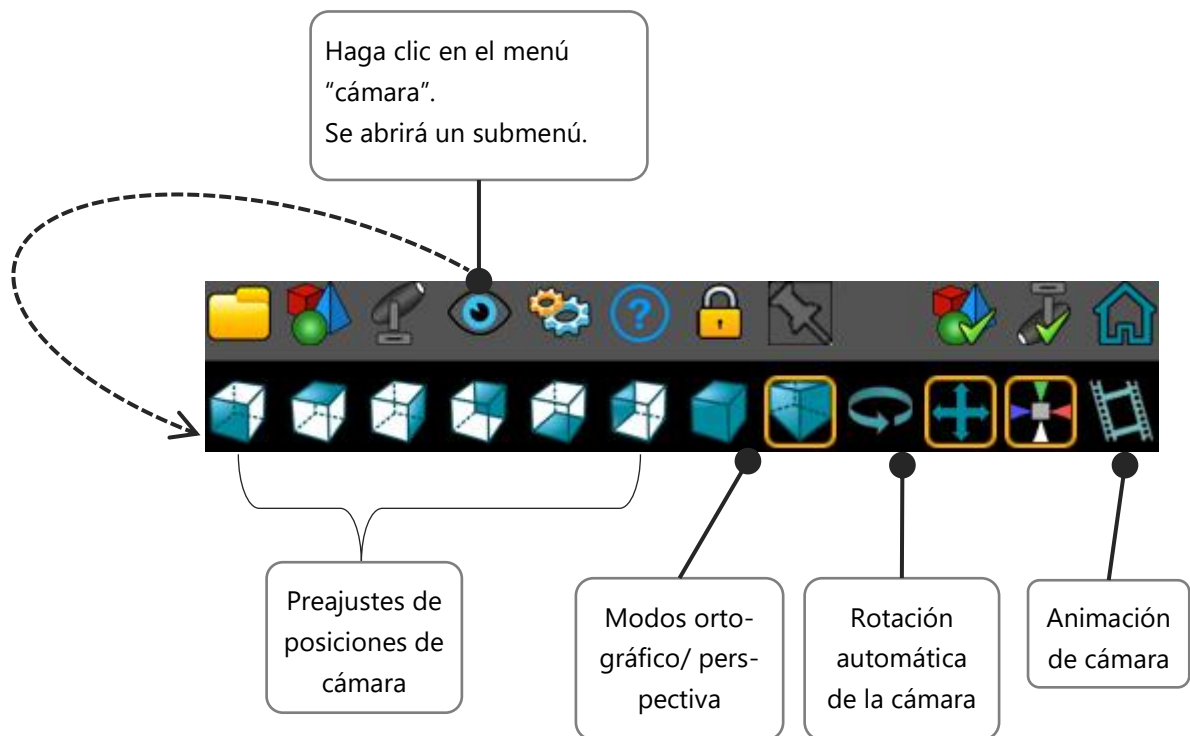 Haga clic en el menú
“cámara”.
Se abrirá un submenú.
?
Preajustes de
posiciones de
cámara
Modos orto-
gráfico/ pers-
pectiva
Rotación
automática
de la cámara
Animación
de cámara